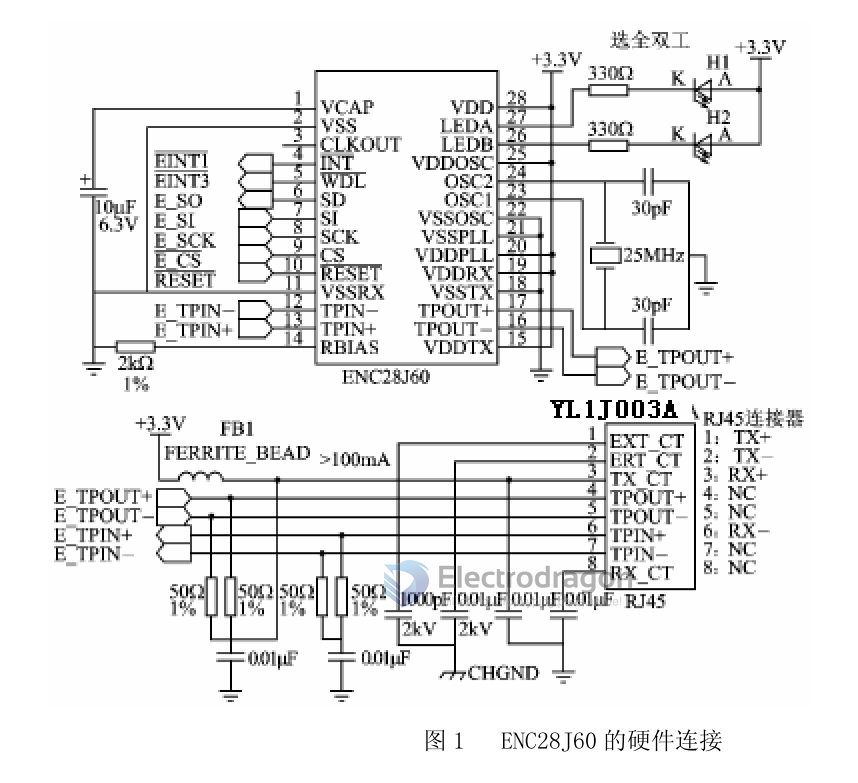 选全双工
+3.3V
+3.3V
330Ω K H1 A
330Ω K H2 A
1 VCAP VDD 28
2 VSS LEDA 27
3 CLKOUT LEDB 26
EINT1 4 INT VDDOSC 25
EINT3 5 WDL OSC2 24
E_SO 6 SD OSC1 23
E_SI 7 SI VSSOSC 22
E_SCK 8 SCK VSSPLL 21
E_CS 9 CS VDDPLL 20
RESET 10 RESET VDDRX 19
11 VSSRX VSSTX 18
E_TPIN− 12 TPIN− TPOUT+ 17
E_TPIN+ 13 TPIN+ TPOUT− 16
14 RBIAS VDDTX 15
+
10μF
6.3V
30pF
25MHz
30pF
2kΩ
1%
ENC28J60
E_TPOUT+
E_TPOUT−
YL1J003A
RJ45连接器
+3.3V
FB1
FERRITE_BEAD >100mA
1 EXT_CT 1: TX+
2 ERT_CT 2: TX−
3 TX_CT 3: RX+
E_TPOUT+ 4 TPOUT+ 4: NC
E_TPOUT− 5 TPOUT− 5: NC
E_TPIN+ 6 TPIN+ 6: RX−
E_TPIN− 7 TPIN− 7: NC
8 RX_CT 8: NC
RJ45
Electrodragon
50Ω 50Ω 50Ω 50Ω
1% 1% 1% 1%
1000pF 0.01μF 0.01μF 0.01μF
2kV 2kV
0.01μF 0.01μF
CHGND
图 1 ENC28J60 的硬件连接